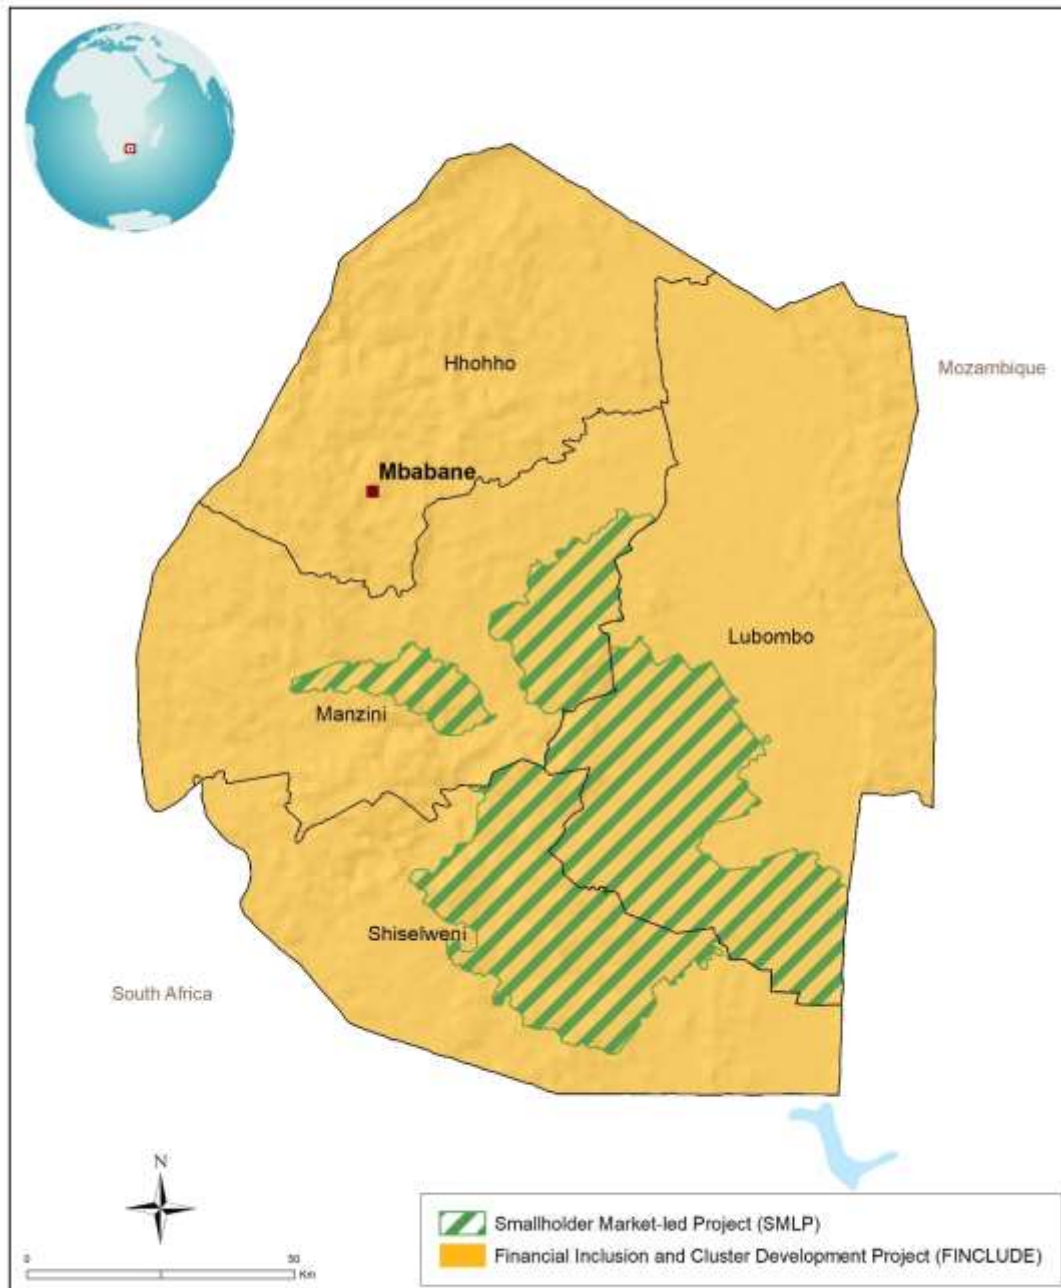 Hhohho
Mozambique
Mbabane
Lubombo
Manzini
Shiselweni
South Africa
N
0 50
Km
Smallholder Market-led Project (SMLP)
Financial Inclusion and Cluster Development Project (FINCLUDE)